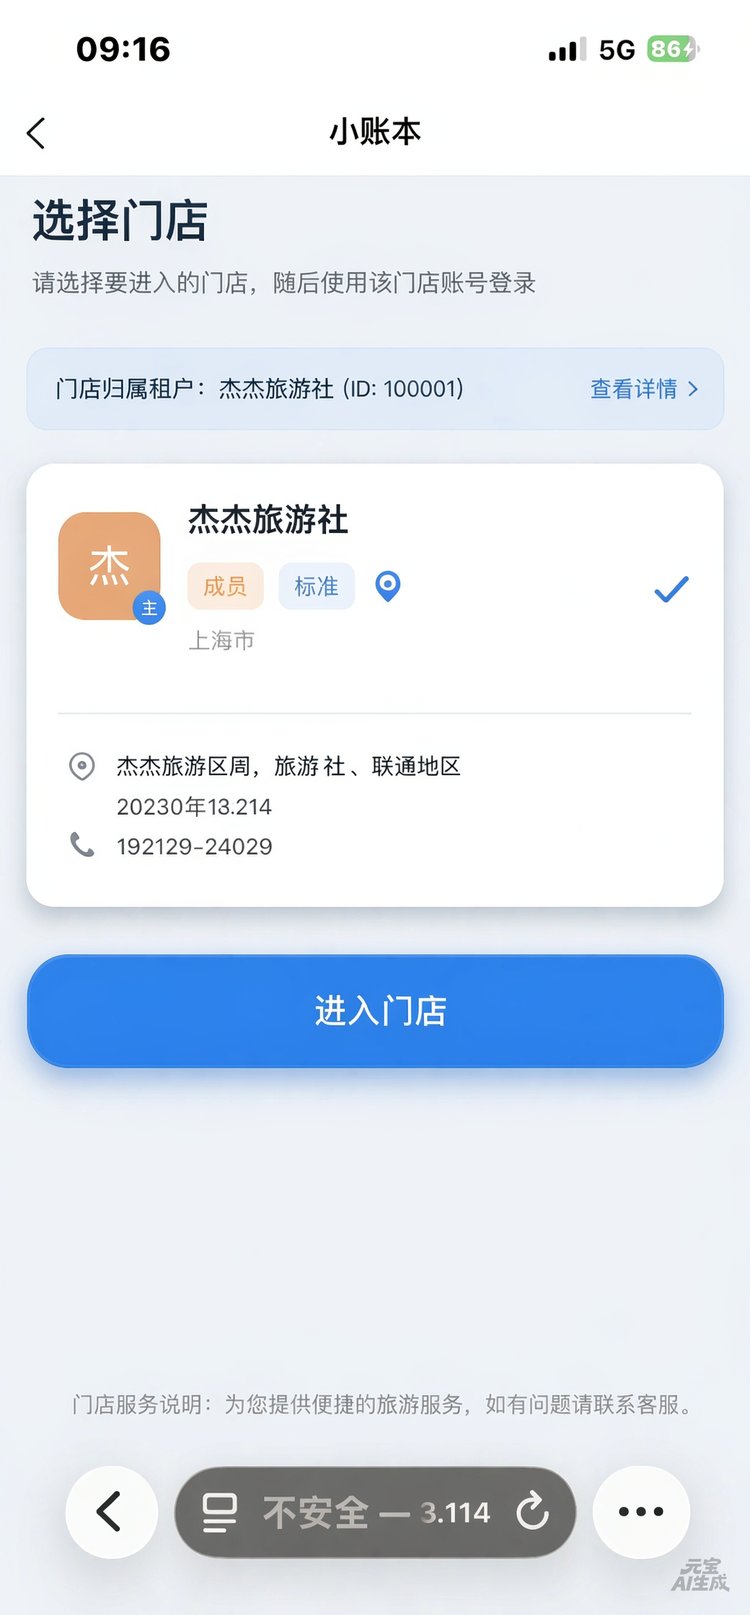 09:16
5G 86
小账本
选择门店
请选择要进入的门店，随后使用该门店账号登录
门店归属租户：杰杰旅游社 (ID: 100001)
查看详情
杰
主
杰杰旅游社
成员
标准
上海市
杰杰旅游区周，旅游社、联通地区
20230年13.214
192129-24029
进入门店
门店服务说明：为您提供便捷的旅游服务，如有问题请联系客服。
不安全 — 3.114
元宝
AI生成